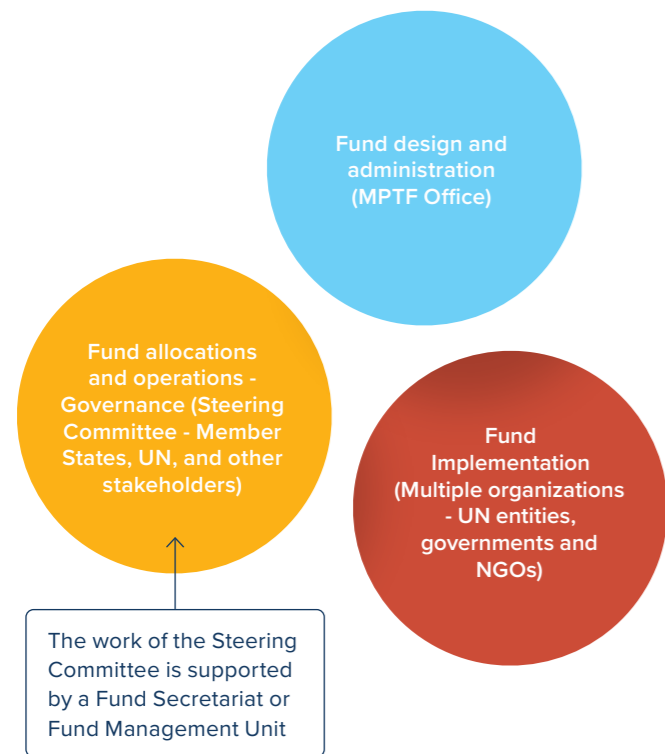 Fund design and
administration
(MPTF Office)
Fund allocations
and operations -
Governance (Steering
Committee - Member
States, UN, and other
stakeholders)
Fund
Implementation
(Multiple organizations
- UN entities,
governments and
NGOs)
The work of the Steering
Committee is supported
by a Fund Secretariat or
Fund Management Unit